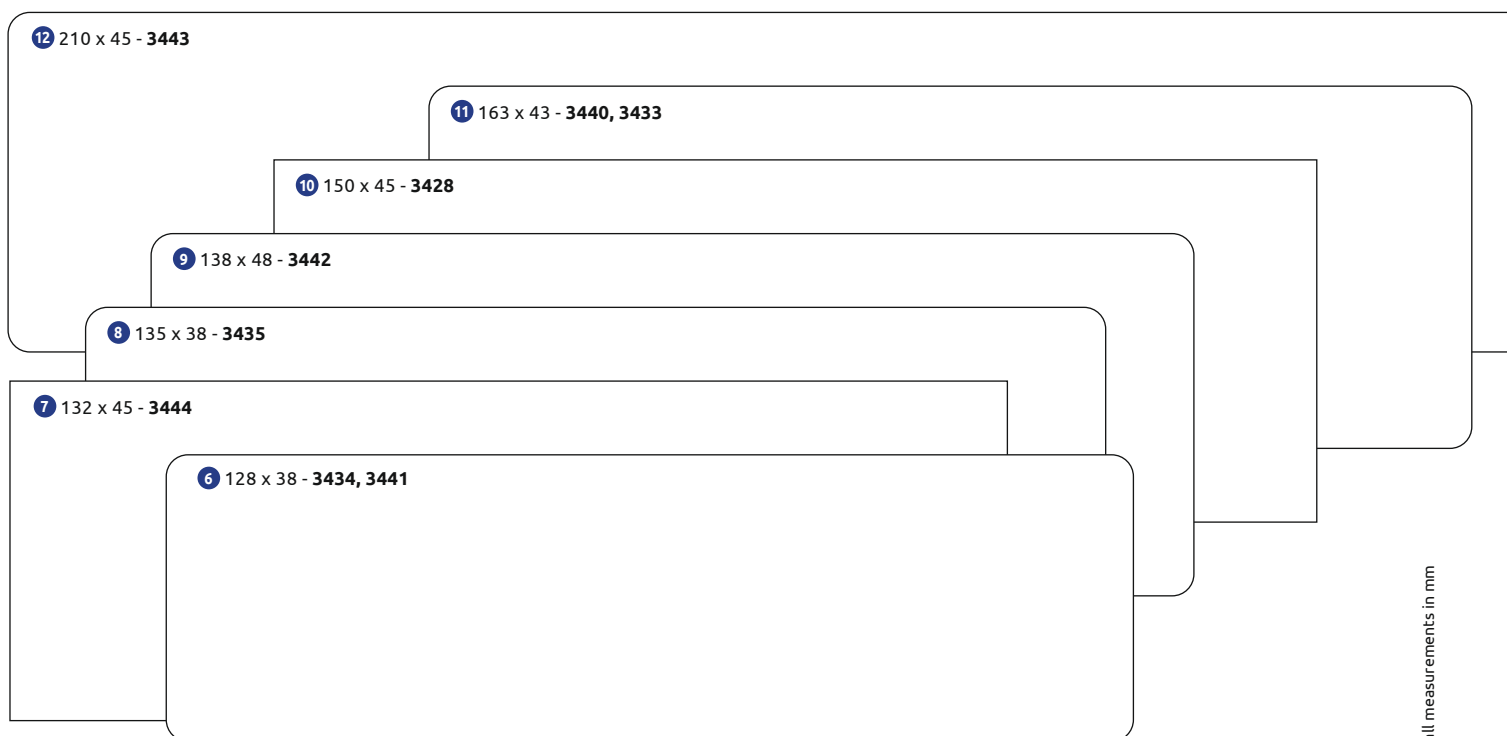 12 210 x 45 - 3443
11 163 x 43 - 3440, 3433
10 150 x 45 - 3428
9 138 x 48 - 3442
8 135 x 38 - 3435
7 132 x 45 - 3444
6 128 x 38 - 3434, 3441
all measurements in mm